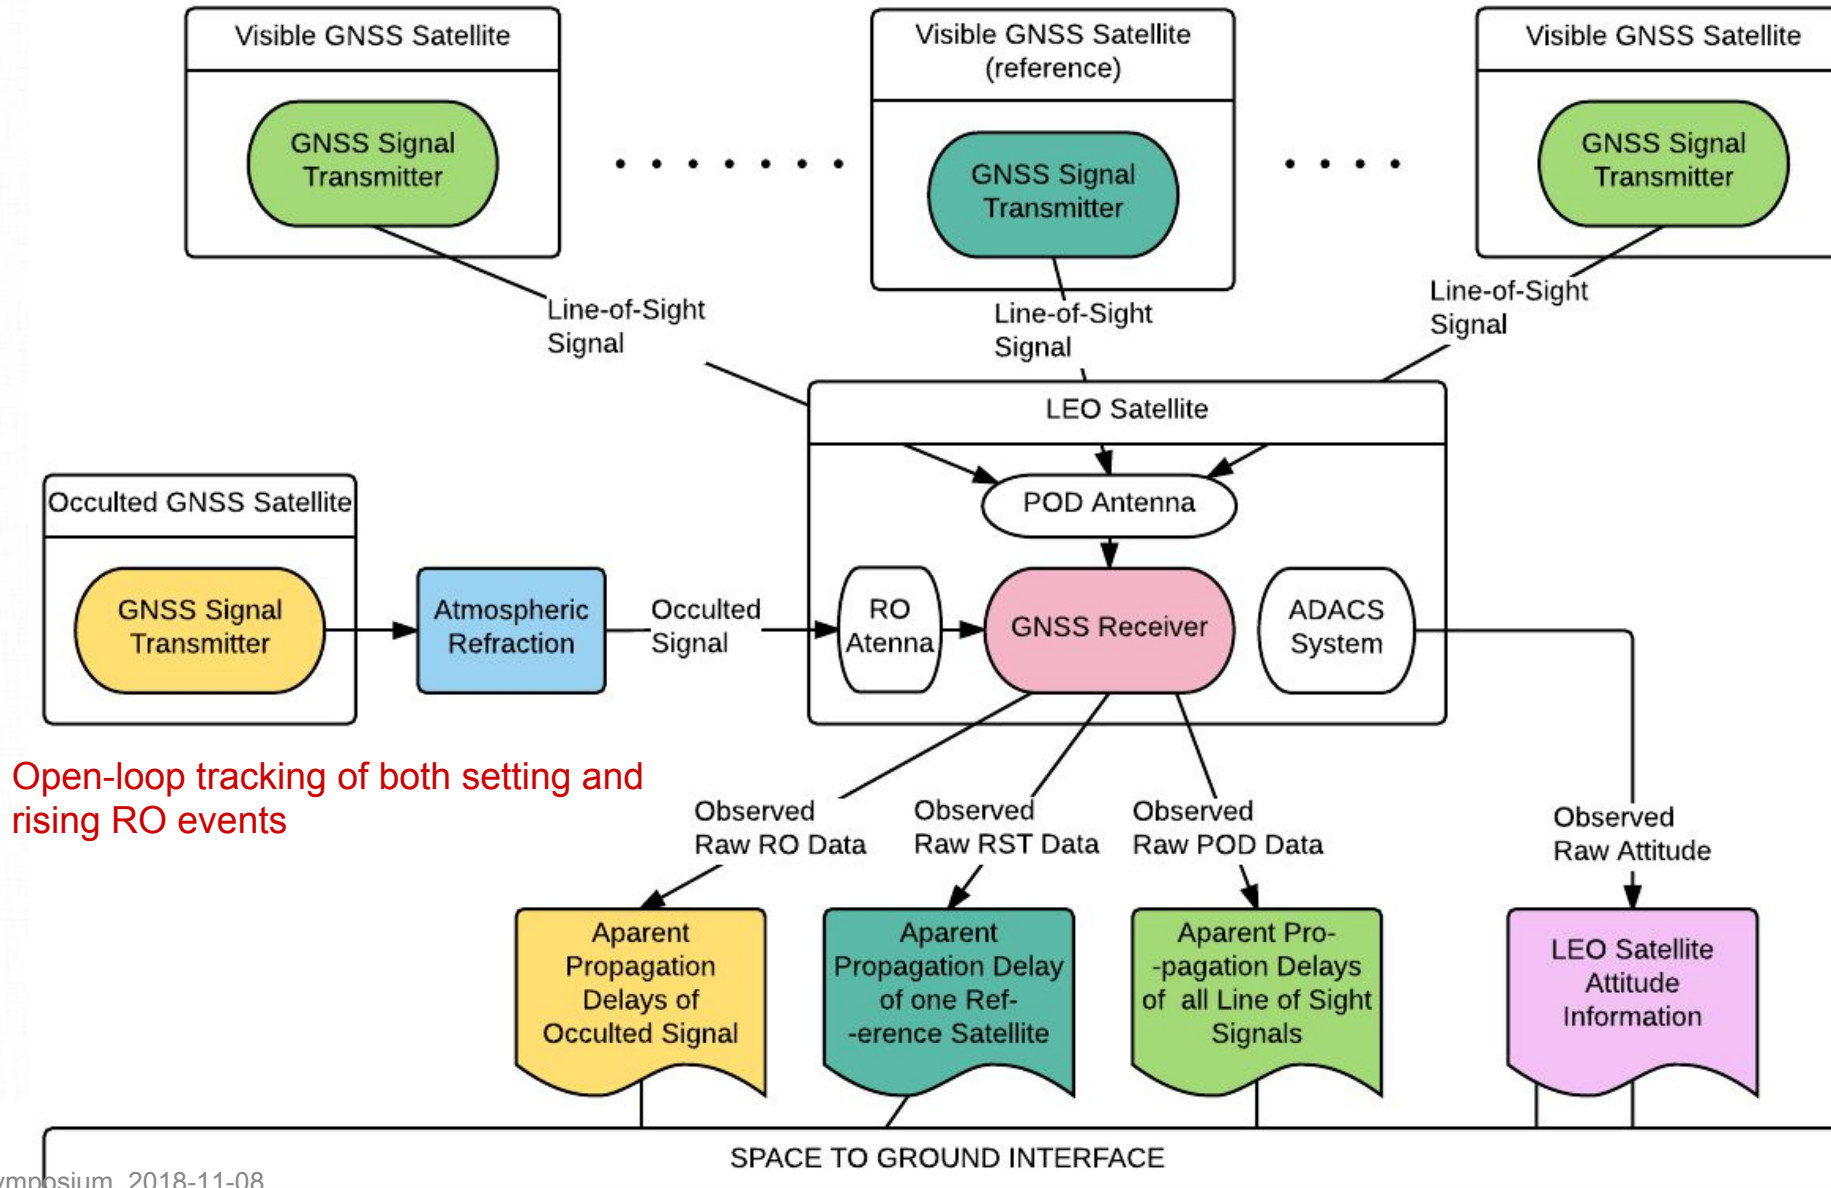 Visible GNSS Satellite
Visible GNSS Satellite
(reference)
Visible GNSS Satellite
GNSS Signal
Transmitter
GNSS Signal
Transmitter
GNSS Signal
Transmitter
Line-of-Sight
Signal
Line-of-Sight
Signal
Line-of-Sight
Signal
LEO Satellite
POD Antenna
Occulted GNSS Satellite
GNSS Signal
Transmitter
Atmospheric
Refraction
Occulted
Signal
RO
Atenna
GNSS Receiver
ADACS
System
Open-loop tracking of both setting and
rising RO events
Observed
Raw RO Data
Observed
Raw RST Data
Observed
Raw POD Data
Observed
Raw Attitude
Aparent
Propagation
Delays of
Occulted Signal
Aparent
Propagation Delay
of one Ref-
-erence Satellite
Aparent Pro-
-pagation Delays
of all Line of Sight
Signals
LEO Satellite
Attitude
Information
SPACE TO GROUND INTERFACE
ymposium, 2018-11-08